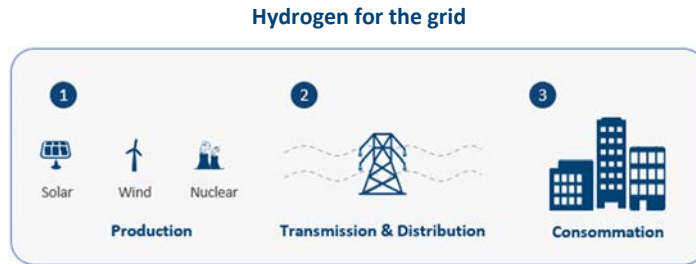 Hydrogen for the grid
1
2
3
Solar
Wind
Nuclear
Production
Transmission & Distribution
Consommation